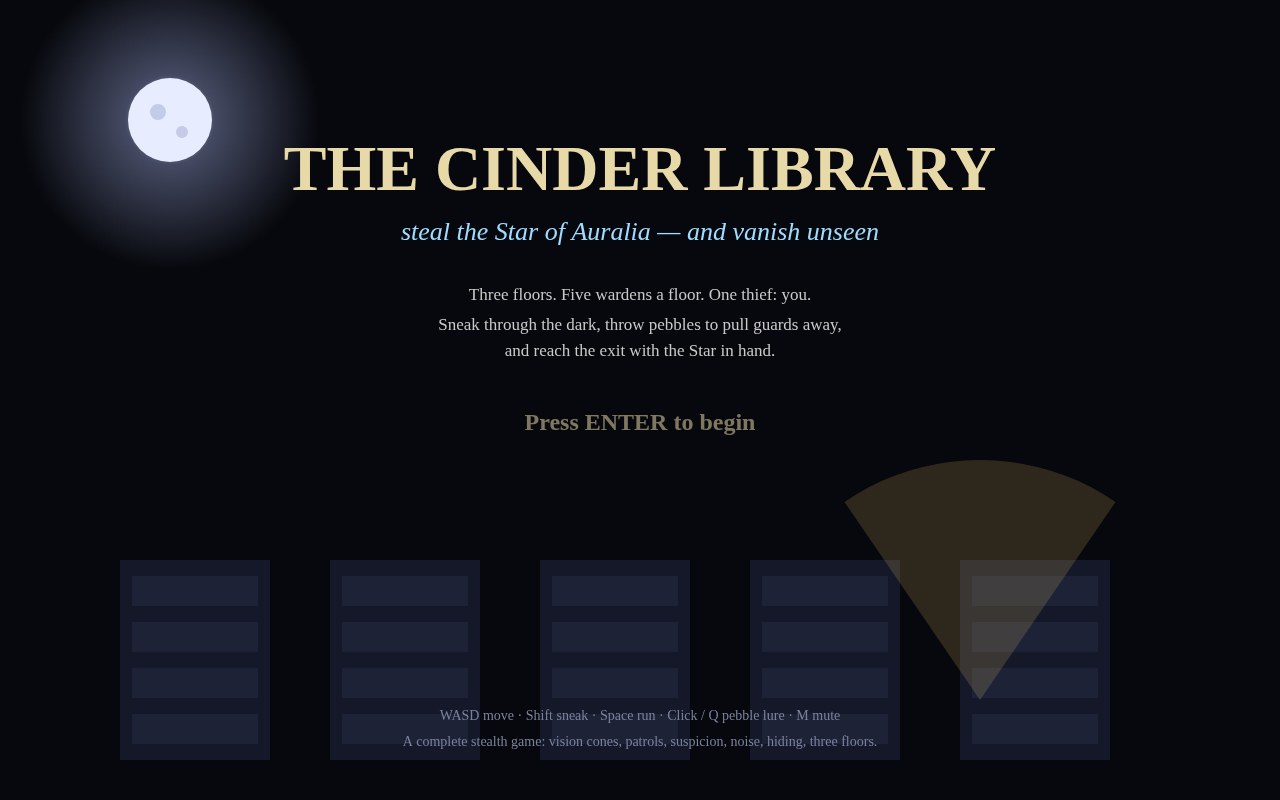 THE CINDER LIBRARY
steal the Star of Auralia — and vanish unseen
Three floors. Five wardens a floor. One thief: you.
Sneak through the dark, throw pebbles to pull guards away,
and reach the exit with the Star in hand.
Press ENTER to begin
WASD move · Shift sneak · Space run · Click / Q pebble lure · M mute
A complete stealth game: vision cones, patrols, suspicion, noise, hiding, three floors.